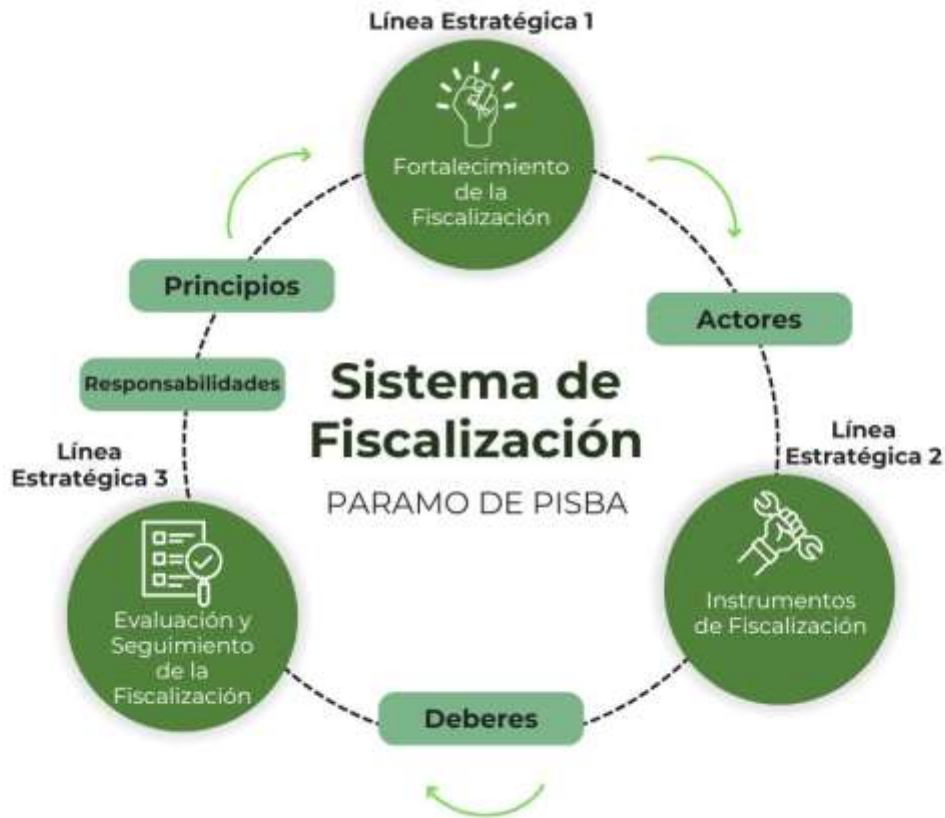 Línea Estratégica 1
Fortalecimiento
de la
Fiscalización
Principios
Actores
Responsabilidades
Sistema de
Fiscalización
PARAMO DE PISBA
Línea
Estratégica 2
Línea
Estratégica 3
Instrumentos
de Fiscalización
Evaluación y
Seguimiento
de la
Fiscalización
Deberes